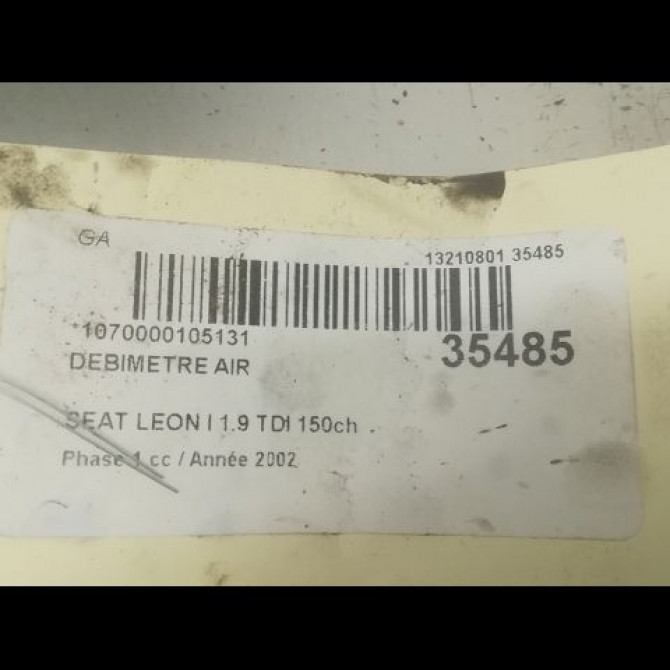 GA
13210801 35485
*1070000105131
35485
DEBIMETRE AIR
SEAT LEON I 1.9 TDI 150ch .
Phase 1 cc / Année 2002